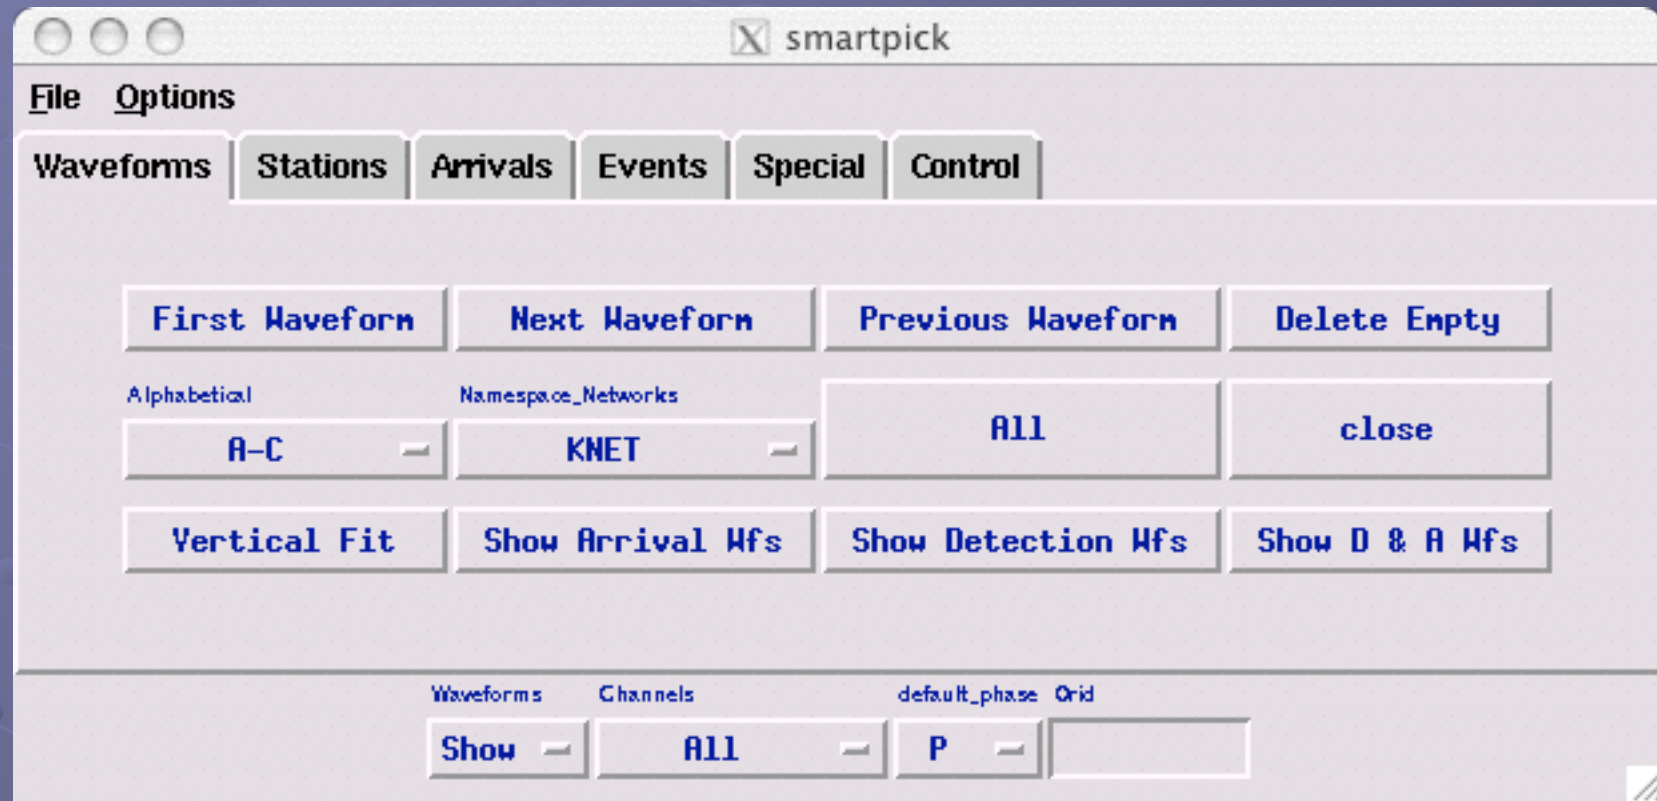 smartpick
File Options
Waveforms Stations Arrivals Events Special Control
First Waveform Next Waveform Previous Waveform Delete Empty
Alphabetical Namespace_Networks
A-C KNET All close
Vertical Fit Show Arrival Wfs Show Detection Wfs Show D & A Wfs
Waveforms Channels default_phase Orid
Show All P